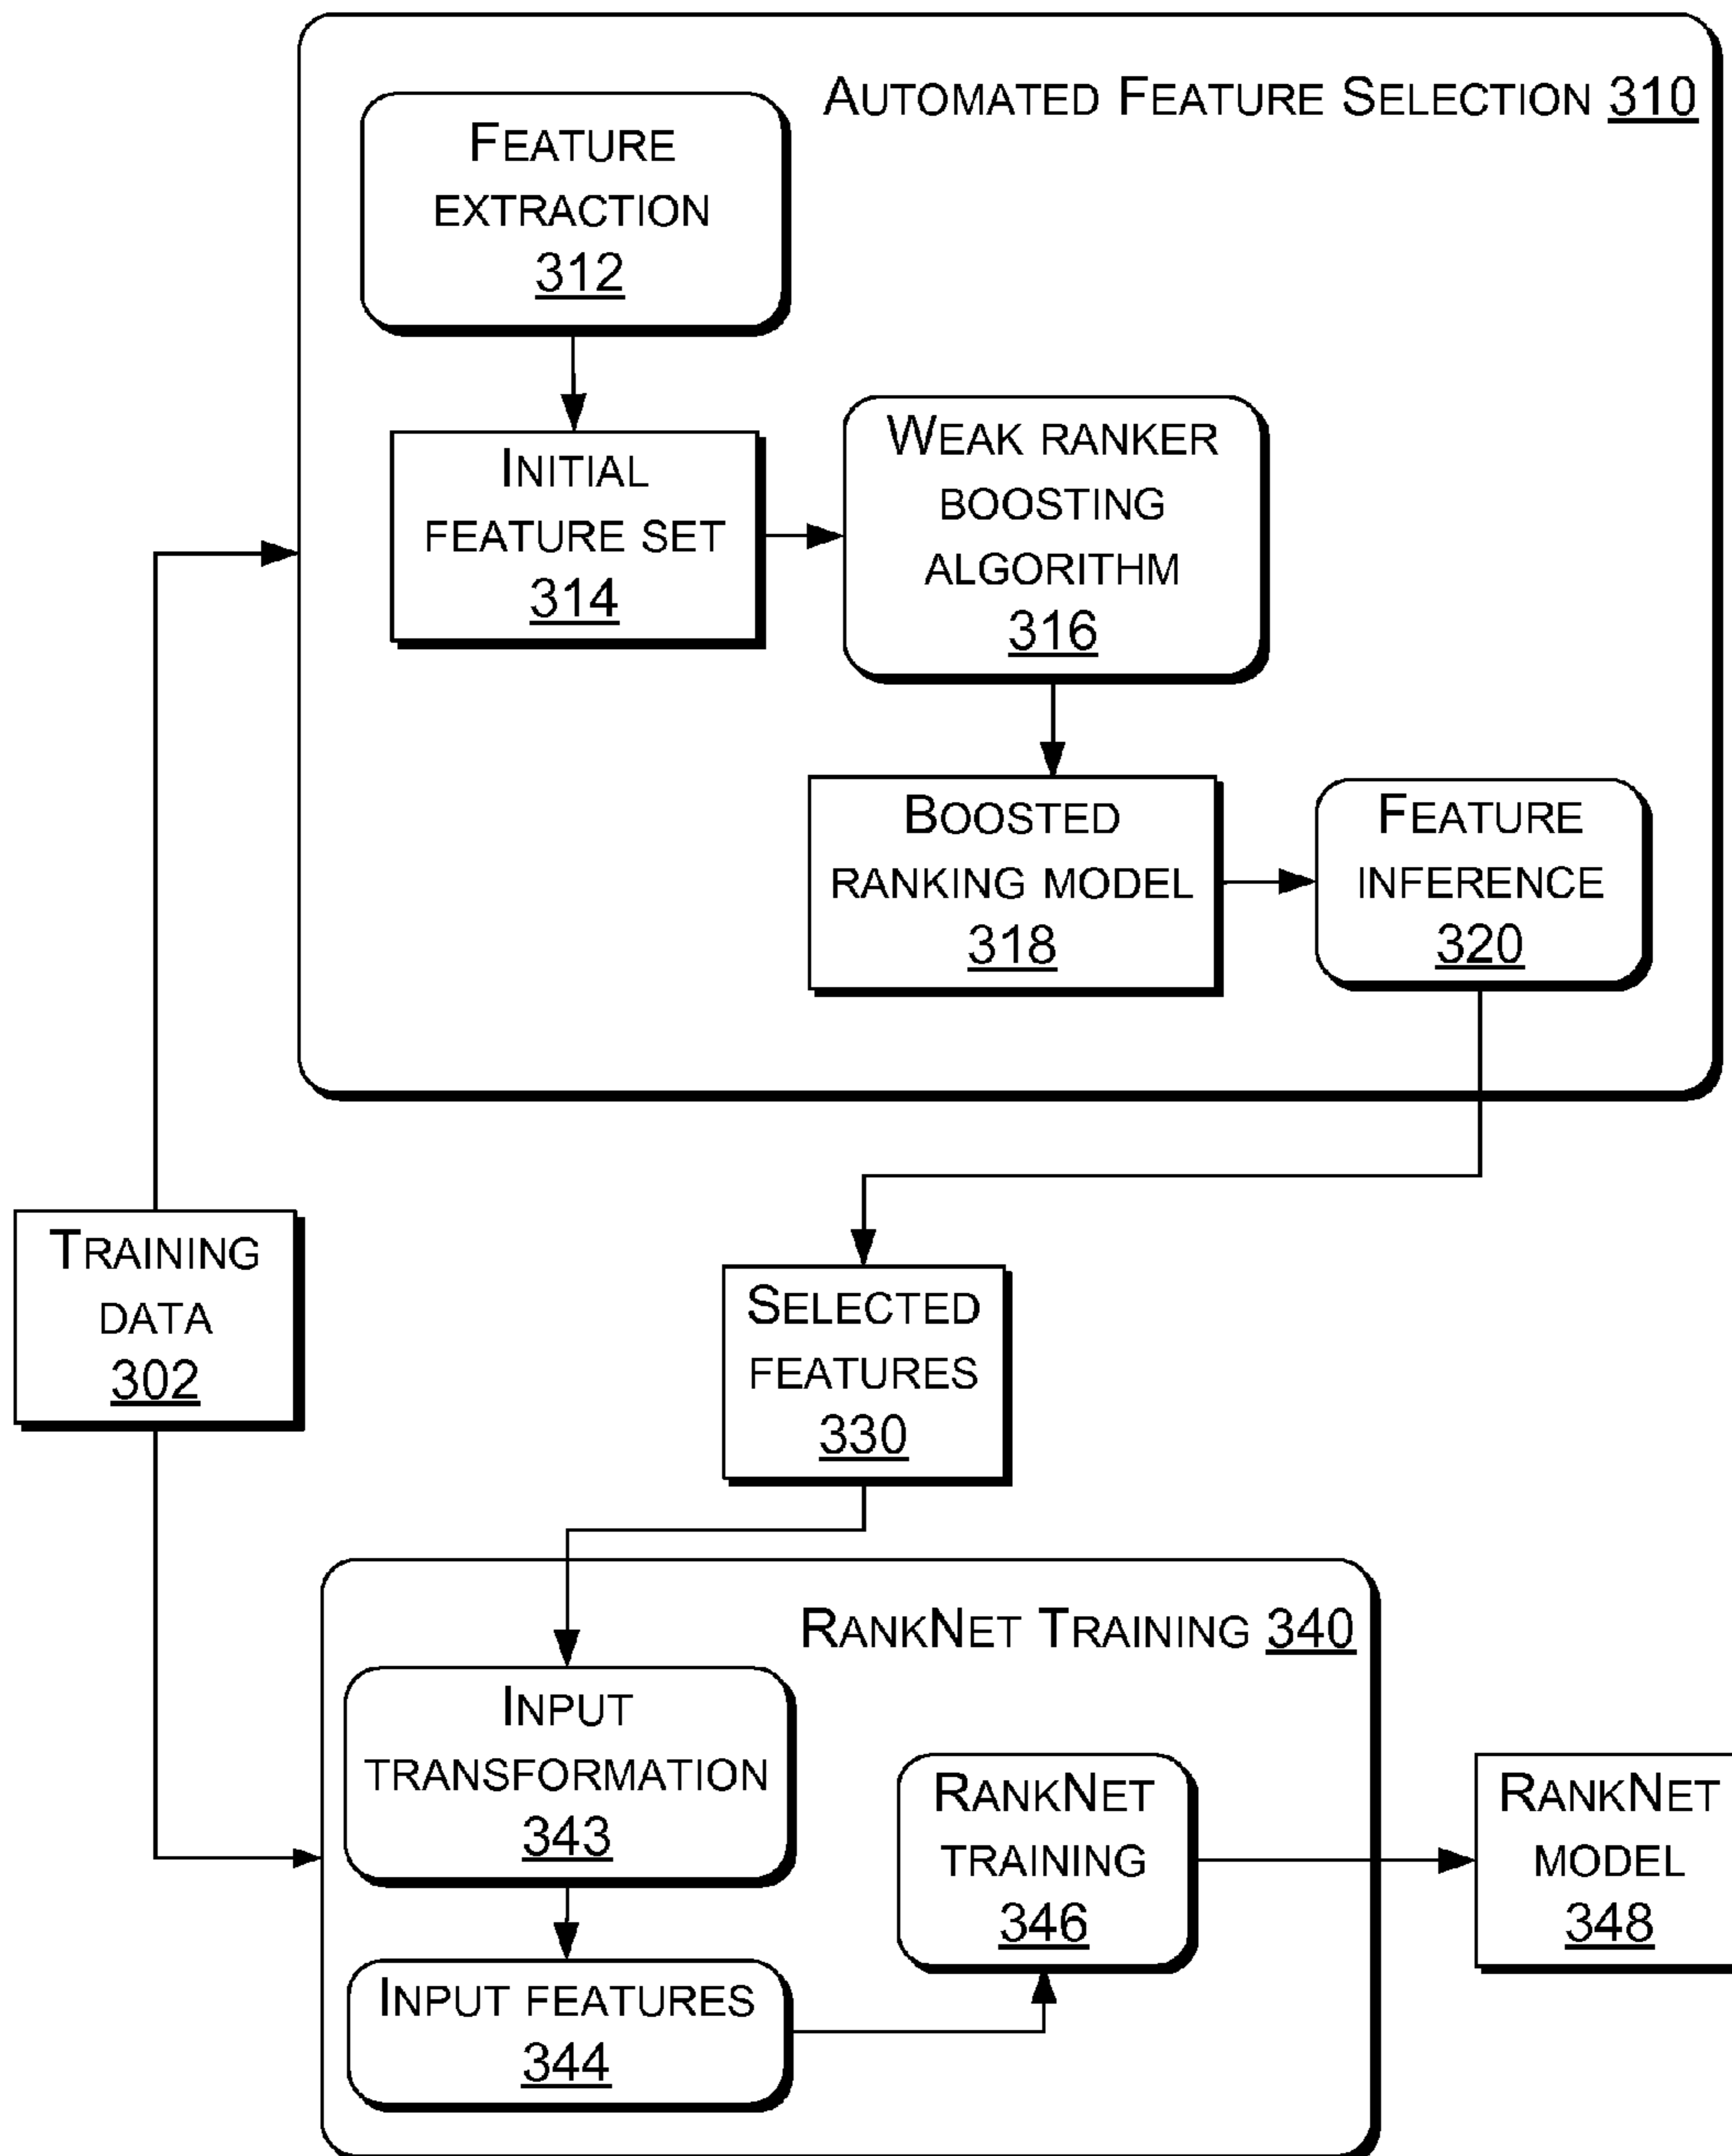 AUTOMATED FEATURE SELECTION 310
FEATURE
EXTRACTION
312
INITIAL
FEATURE SET
314
WEAK RANKER
BOOSTING
ALGORITHM
316
BOOSTED
RANKING MODEL
318
FEATURE
INFERENCE
320
TRAINING
DATA
302
SELECTED
FEATURES
330
RANKNET TRAINING 340
INPUT
TRANSFORMATION
343
INPUT FEATURES
344
RANKNET
TRAINING
346
RANKNET
MODEL
348